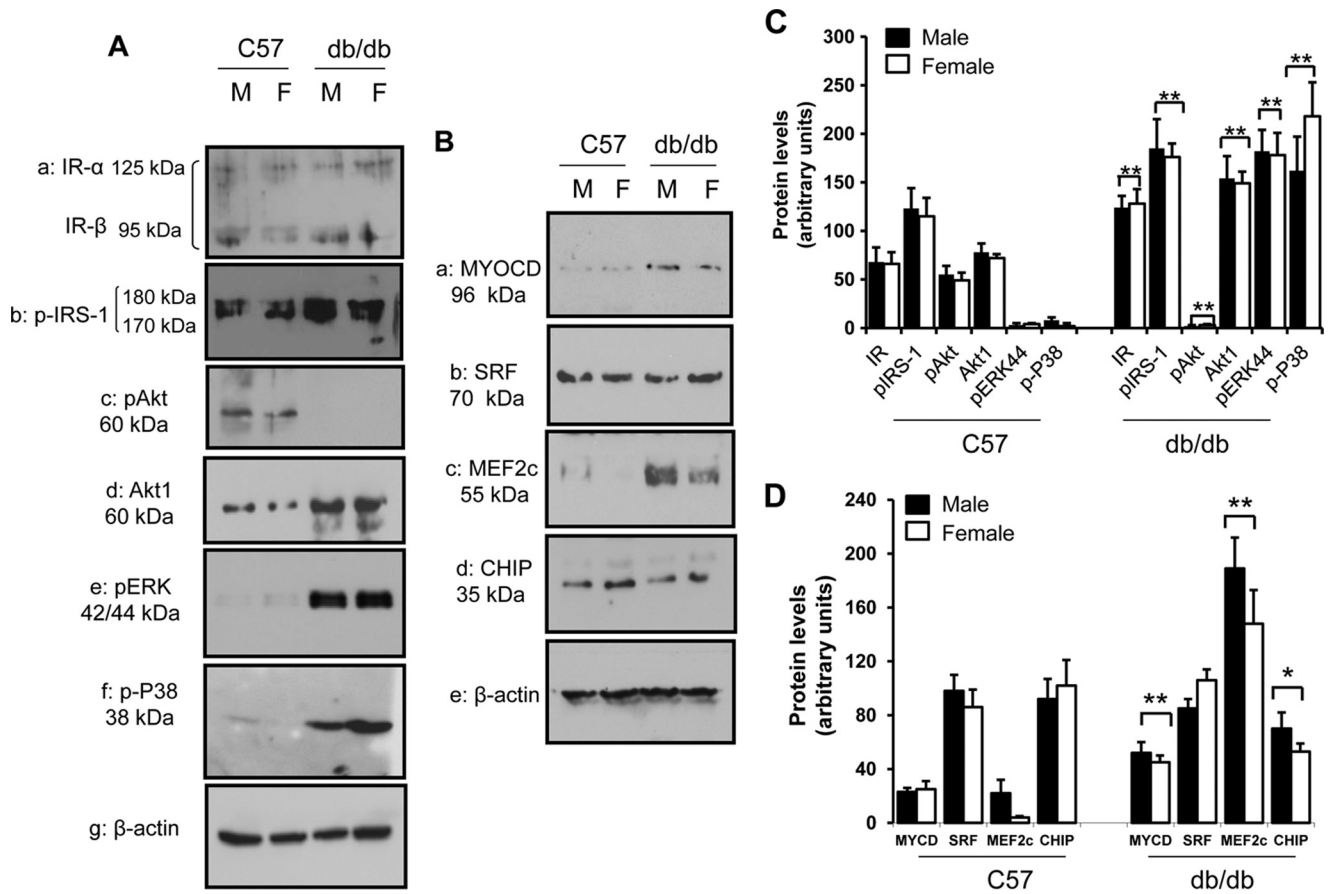 A
C57 db/db
M F M F
a: IR-α 125 kDa
IR-β 95 kDa
b: p-IRS-1 180 kDa
170 kDa
c: pAkt
60 kDa
d: Akt1
60 kDa
e: pERK
42/44 kDa
f: p-P38
38 kDa
g: β-actin
B
C57 db/db
M F M F
a: MYOCD
96 kDa
b: SRF
70 kDa
c: MEF2c
55 kDa
d: CHIP
35 kDa
e: β-actin
C
Male
Female
Protein levels
(arbitrary units)
300
250
200
150
100
50
0
** ** ** ** ** **
IR pIRS-1 pAkt Akt1 pERK44 p-P38 IR pIRS-1 pAkt Akt1 pERK44 p-P38
C57 db/db
D
Male
Female
Protein levels
(arbitrary units)
240
200
160
120
80
40
0
** ** *
MYCD SRF MEF2c CHIP MYCD SRF MEF2c CHIP
C57 db/db